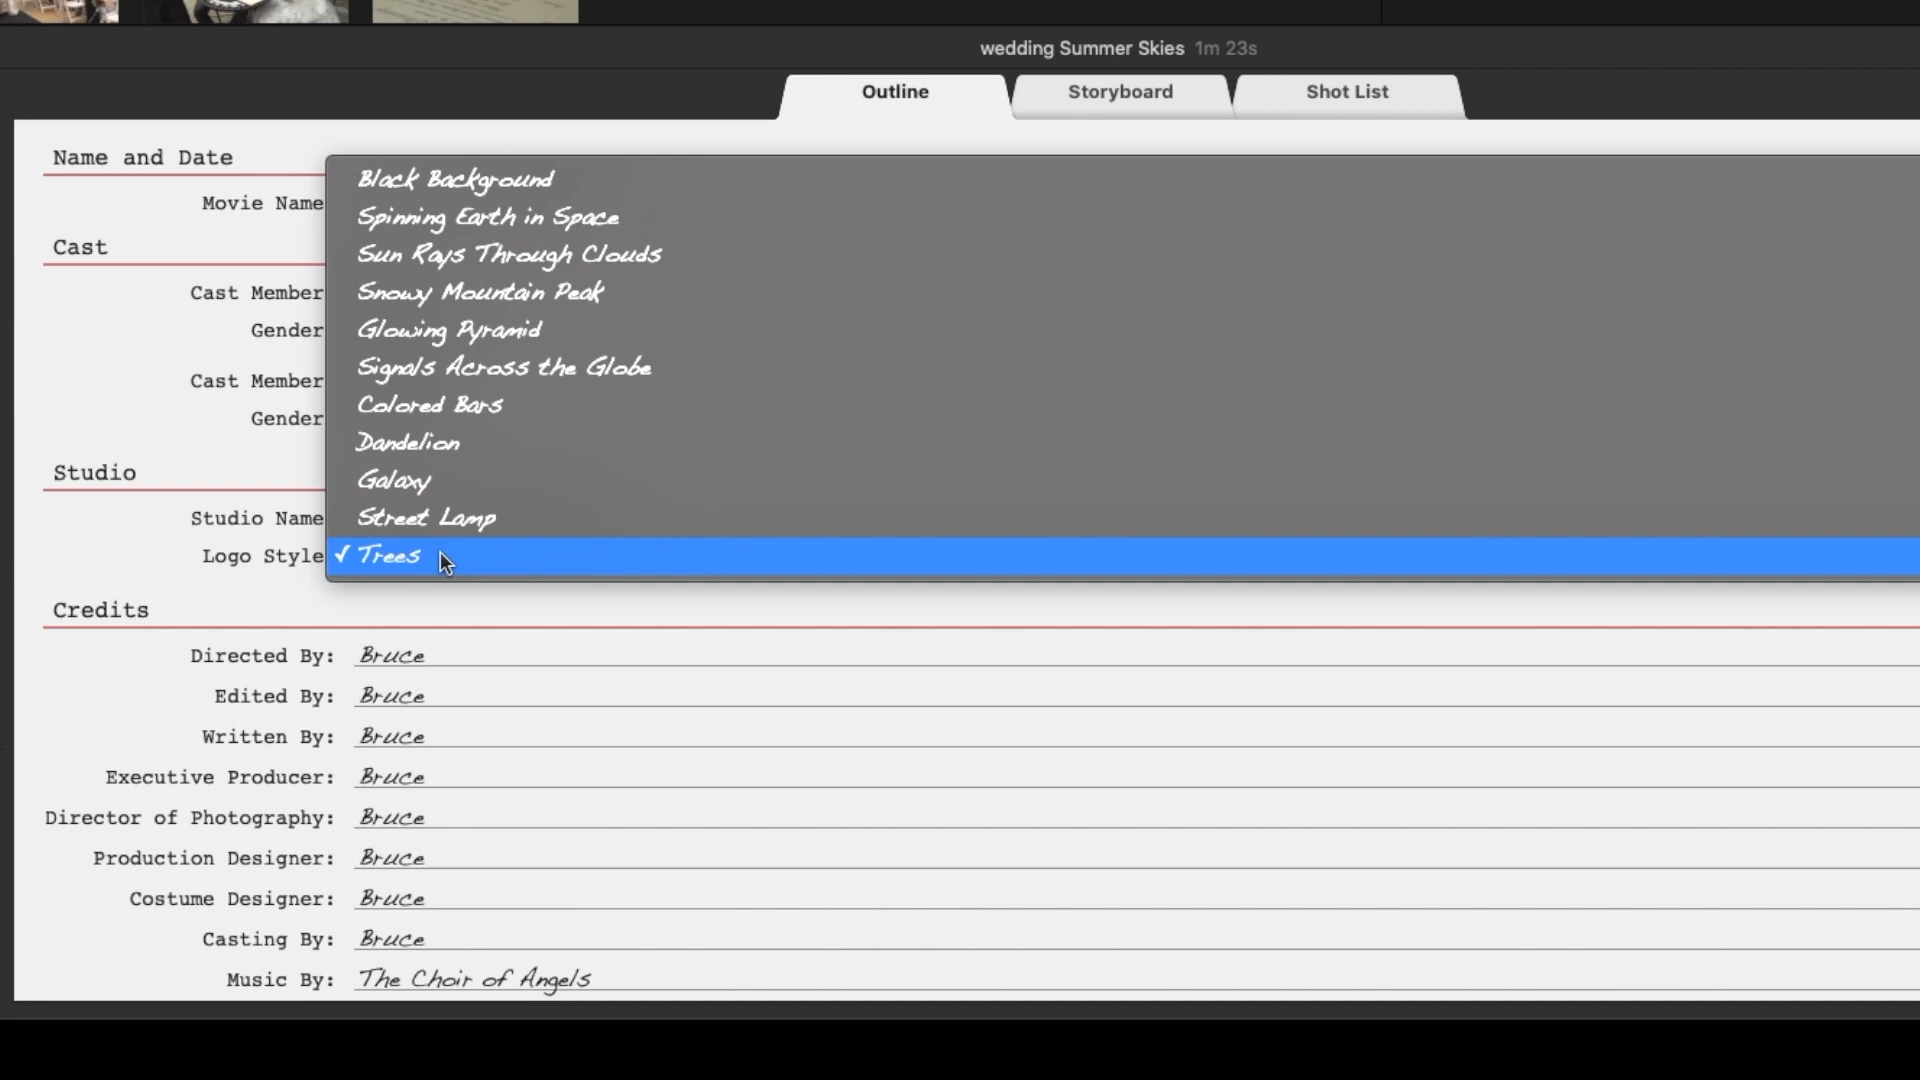 wedding Summer Skies 1m 23s
Outline Storyboard Shot List
Name and Date
Movie Name
Cast
Cast Member
Gender
Cast Member
Gender
Studio
Studio Name
Logo Style
Black Background
Spinning Earth in Space
Sun Rays Through Clouds
Snowy Mountain Peak
Glowing Pyramid
Signals Across the Globe
Colored Bars
Dandelion
Galaxy
Street Lamp
✓ Trees
Credits
Directed By: Bruce
Edited By: Bruce
Written By: Bruce
Executive Producer: Bruce
Director of Photography: Bruce
Production Designer: Bruce
Costume Designer: Bruce
Casting By: Bruce
Music By: The Choir of Angels